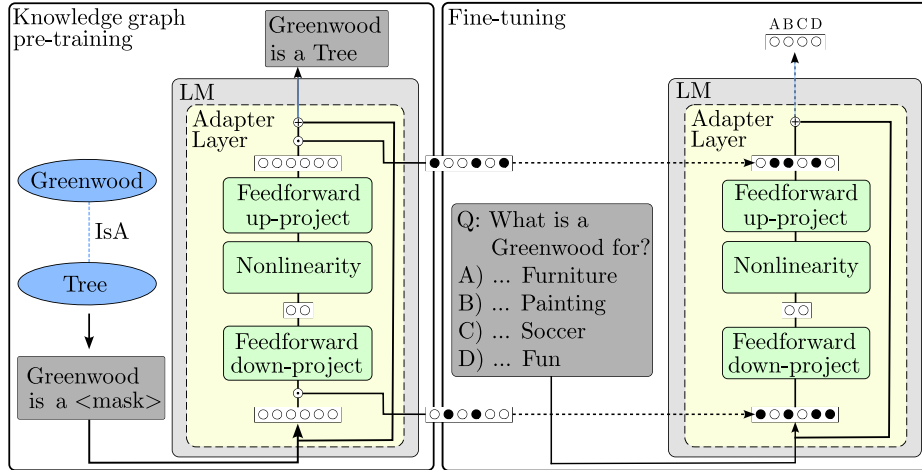 Knowledge graph
pre-training
Greenwood
is a Tree
LM
Adapter
Layer
Greenwood
IsA
Tree
Greenwood
is a <mask>
Feedforward
up-project
Nonlinearity
Feedforward
down-project
Fine-tuning
A B C D
LM
Adapter
Layer
Q: What is a
Greenwood for?
A) ... Furniture
B) ... Painting
C) ... Soccer
D) ... Fun
Feedforward
up-project
Nonlinearity
Feedforward
down-project